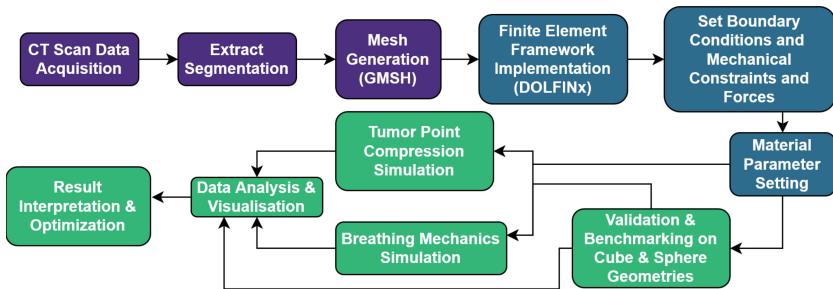 CT Scan Data
Acquisition
Extract
Segmentation
Mesh
Generation
(GMSH)
Finite Element
Framework
Implementation
(DOLFINx)
Set Boundary
Conditions and
Mechanical
Constraints and
Forces
Material
Parameter
Setting
Validation &
Benchmarking on
Cube & Sphere
Geometries
Tumor Point
Compression
Simulation
Breathing Mechanics
Simulation
Data Analysis &
Visualisation
Result
Interpretation &
Optimization